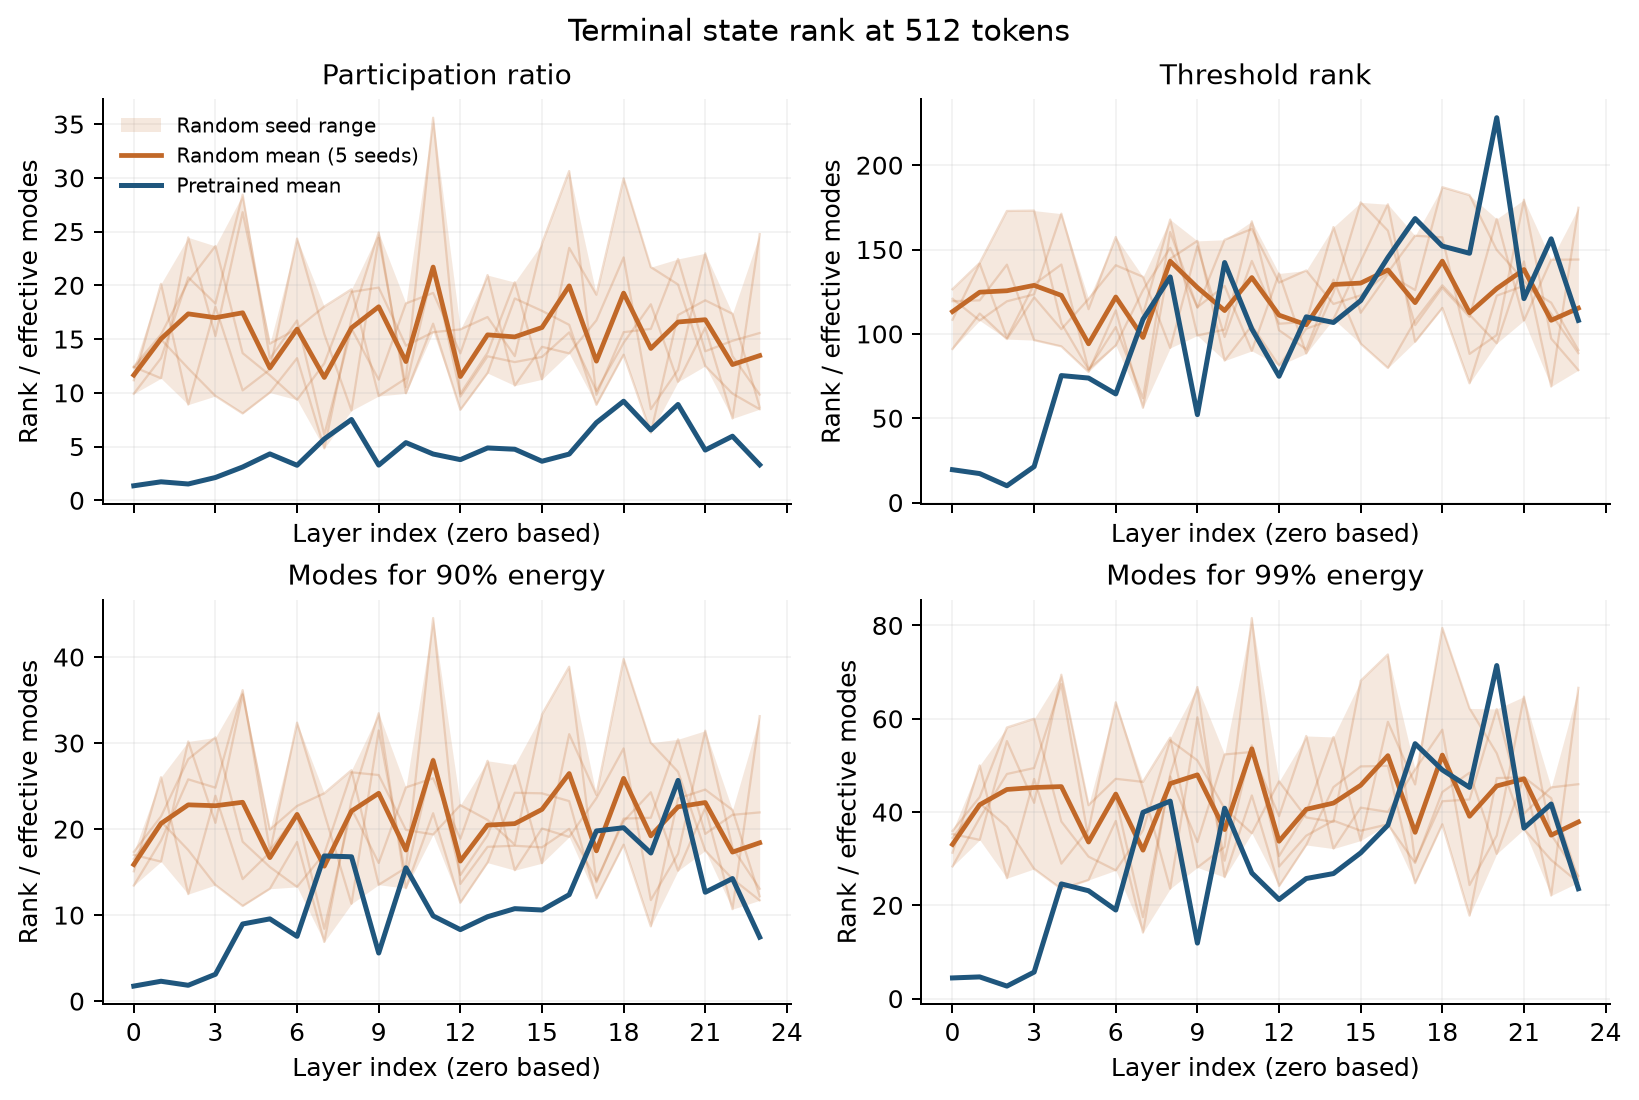 Terminal state rank at 512 tokens
Participation ratio
Rank / effective modes
35
30
25
20
15
10
5
0
Random seed range
Random mean (5 seeds)
Pretrained mean
Layer index (zero based)
Threshold rank
Rank / effective modes
200
150
100
50
0
Layer index (zero based)
Modes for 90% energy
Rank / effective modes
40
30
20
10
0
0 3 6 9 12 15 18 21 24
Layer index (zero based)
Modes for 99% energy
Rank / effective modes
80
60
40
20
0
0 3 6 9 12 15 18 21 24
Layer index (zero based)